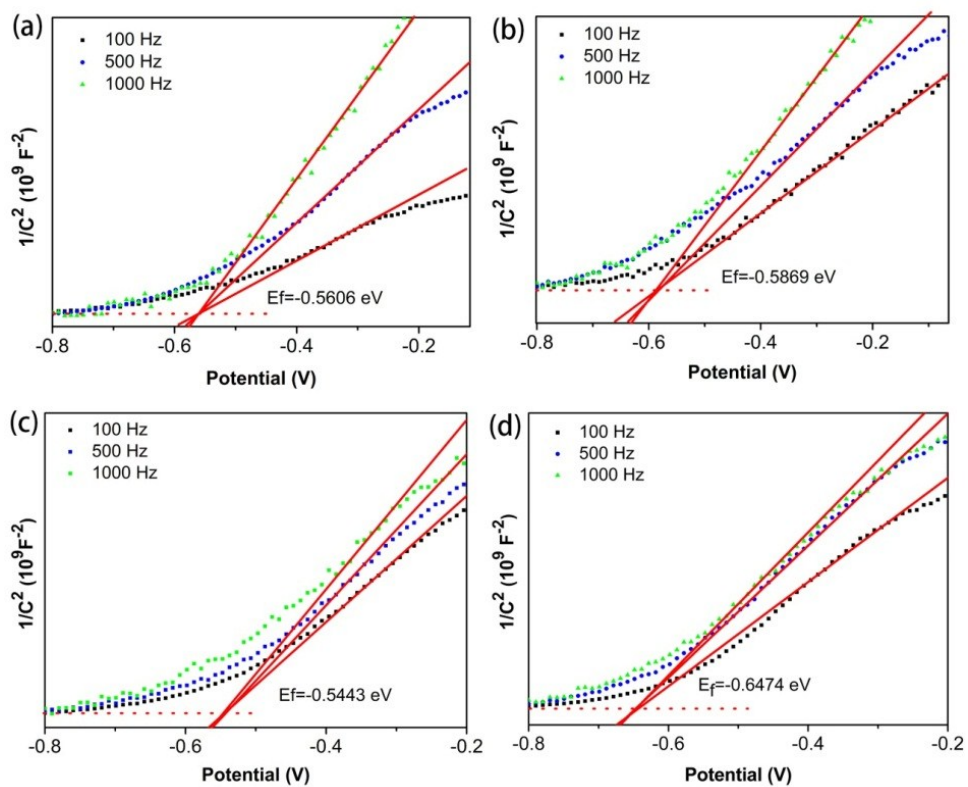 (a)
100 Hz
500 Hz
1000 Hz
1/C² (10⁹ F⁻²)
Ef=-0.5606 eV
-0.8
-0.6
-0.4
-0.2
Potential (V)
(b)
100 Hz
500 Hz
1000 Hz
1/C² (10⁹ F⁻²)
Ef=-0.5869 eV
-0.8
-0.6
-0.4
-0.2
Potential (V)
(c)
100 Hz
500 Hz
1000 Hz
1/C² (10⁹F⁻²)
Ef=-0.5443 eV
-0.8
-0.6
-0.4
-0.2
Potential (V)
(d)
100 Hz
500 Hz
1000 Hz
1/C² (10⁹ F⁻²)
E_f=-0.6474 eV
-0.8
-0.6
-0.4
-0.2
Potential (V)